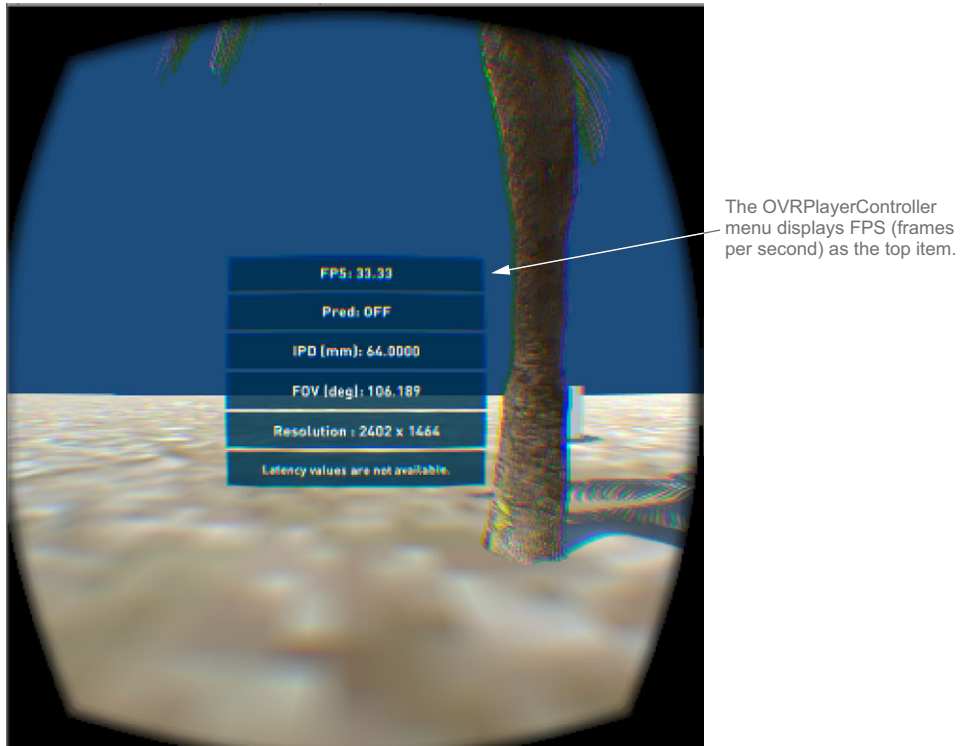 FPS: 33.33
Pred: OFF
IPD (mm): 64.0000
FOV (deg): 106.189
Resolution : 2402 x 1464
Latency values are not available.
The OVRPlayerController
menu displays FPS (frames
per second) as the top item.